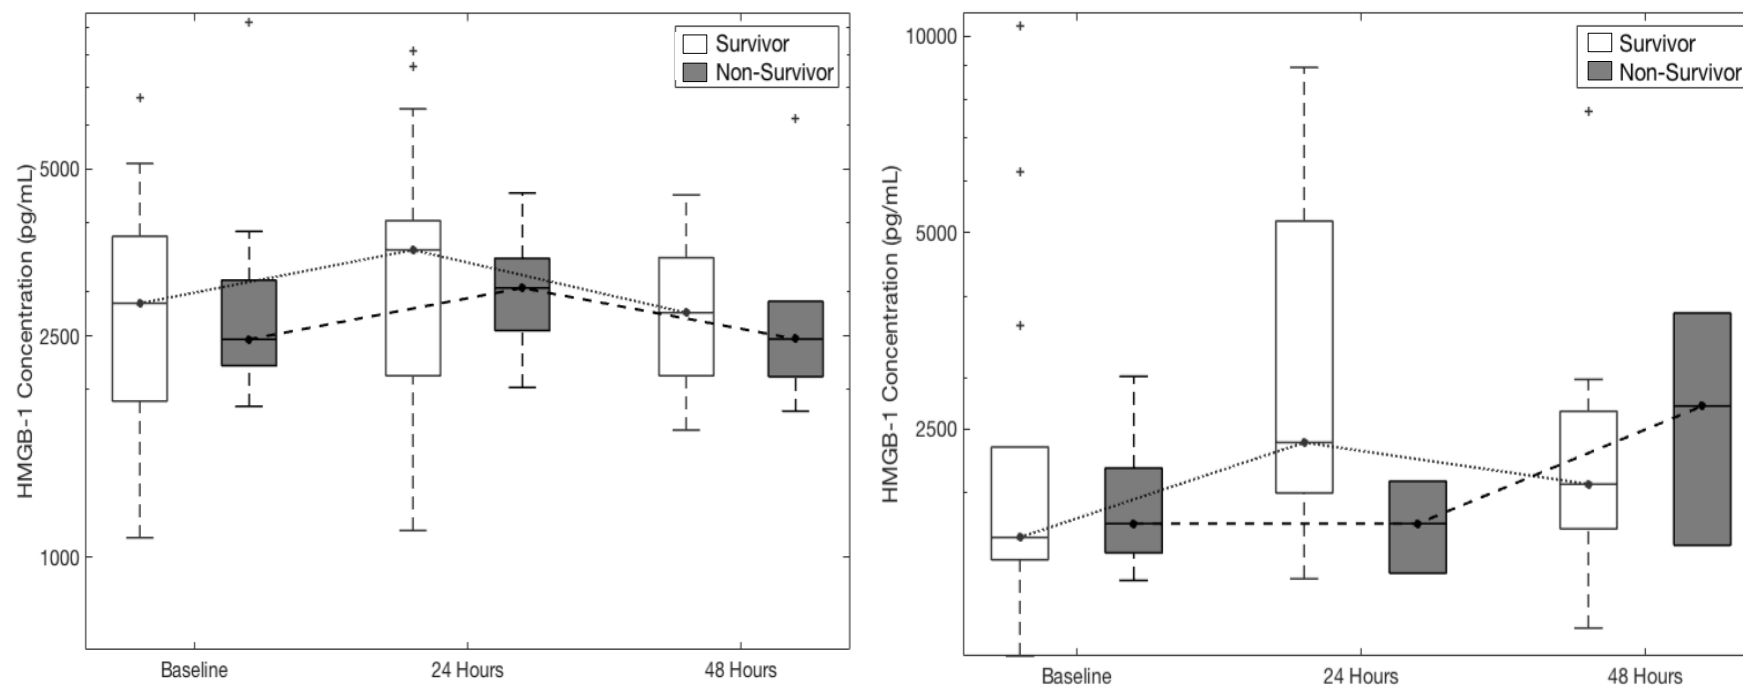 HMGB-1 Concentration (pg/mL)
5000
2500
1000
Survivor
Non-Survivor
Baseline
24 Hours
48 Hours
HMGB-1 Concentration (pg/mL)
10000
5000
2500
Survivor
Non-Survivor
Baseline
24 Hours
48 Hours